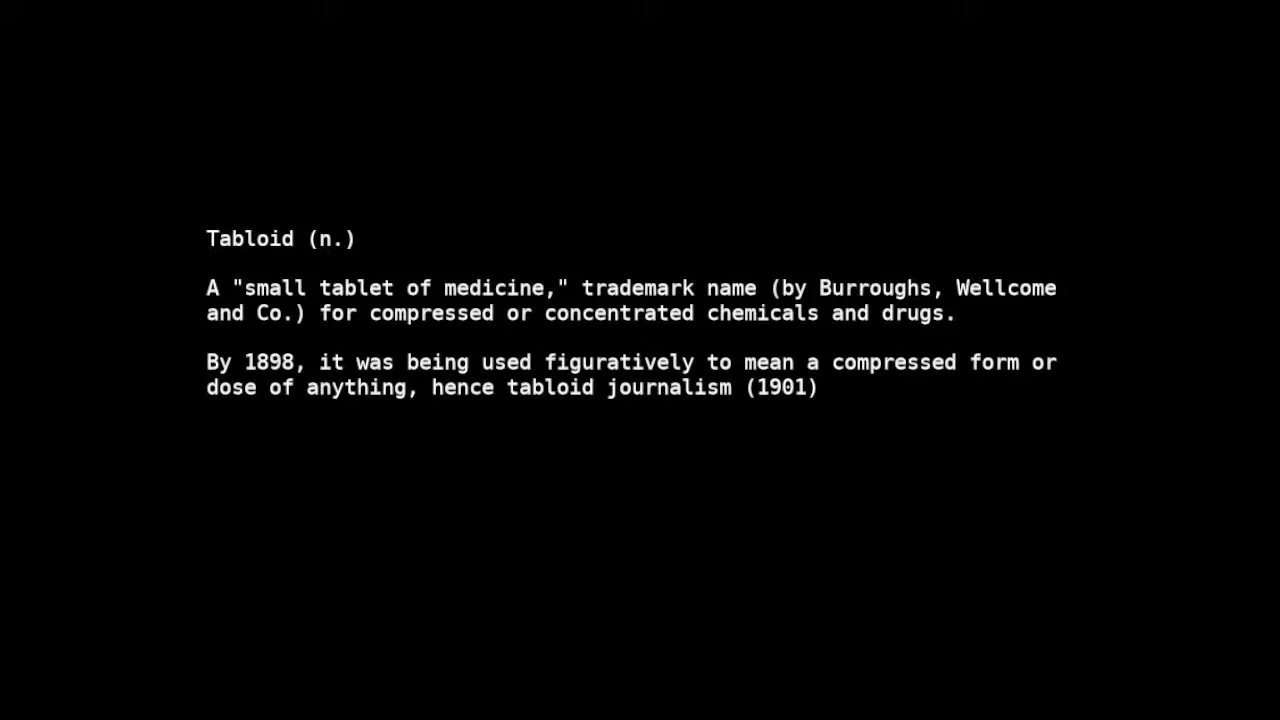 Tabloid (n.)
A "small tablet of medicine," trademark name (by Burroughs, Wellcome
and Co.) for compressed or concentrated chemicals and drugs.
By 1898, it was being used figuratively to mean a compressed form or
dose of anything, hence tabloid journalism (1901)